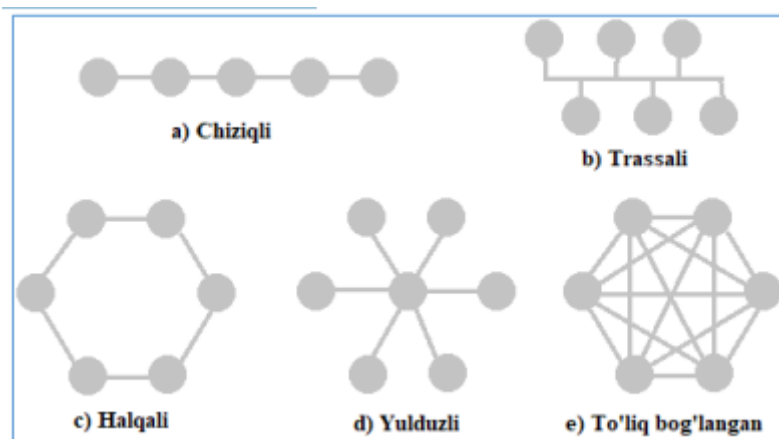 a) Chiziqli
b) Trassali
c) Halqali
d) Yulduzli
e) To'liq bog'langan